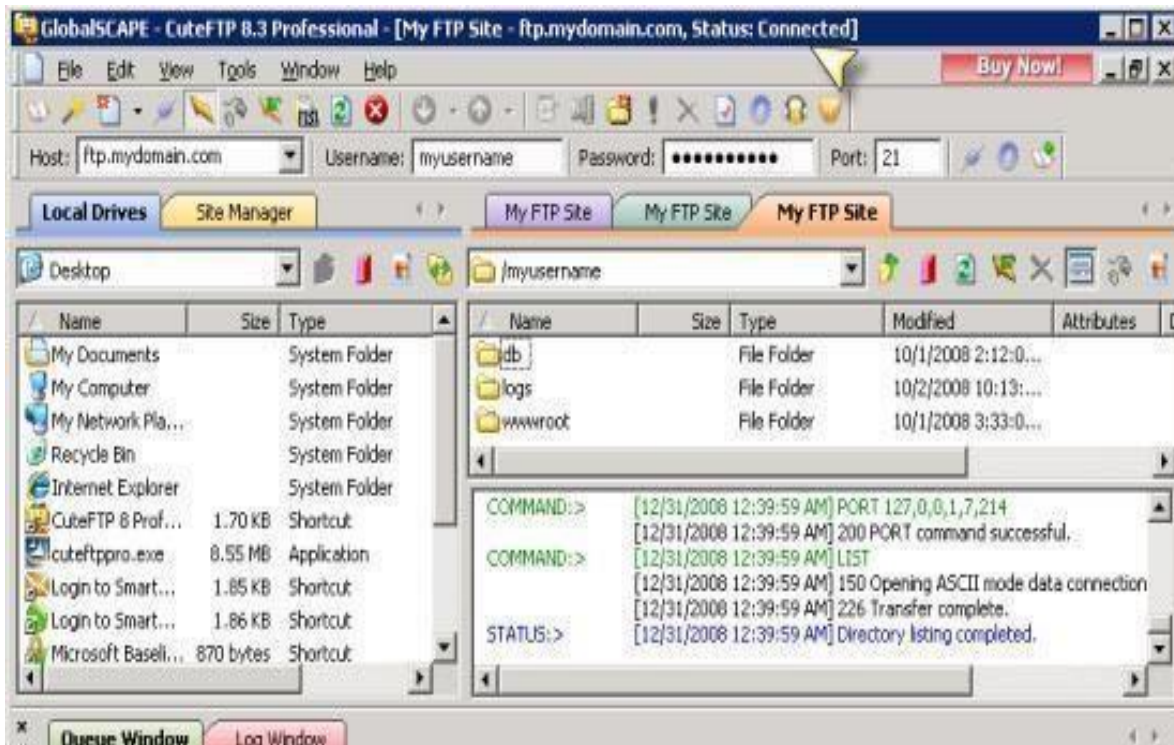 GlobalSCAPE - CuteFTP 8.3 Professional - [My FTP Site - ftp.mydomain.com, Status: Connected]
File Edit View Tools Window Help
Buy Now!
Host: ftp.mydomain.com Username: myusername Password: ●●●●●●●●●● Port: 21
Local Drives Site Manager
My FTP Site My FTP Site My FTP Site
Desktop
/myusername
Name Size Type
My Documents System Folder
My Computer System Folder
My Network Pla... System Folder
Recycle Bin System Folder
Internet Explorer System Folder
CuteFTP 8 Prof... 1.70 KB Shortcut
cuteftppro.exe 8.55 MB Application
Login to Smart... 1.85 KB Shortcut
Login to Smart... 1.86 KB Shortcut
Microsoft Baseli... 870 bytes Shortcut
Name Size Type Modified Attributes
db File Folder 10/1/2008 2:12:0...
logs File Folder 10/2/2008 10:13:...
wwwroot File Folder 10/1/2008 3:33:0...
COMMAND:> [12/31/2008 12:39:59 AM] PORT 127,0,0,1,7,214
[12/31/2008 12:39:59 AM] 200 PORT command successful.
COMMAND:> [12/31/2008 12:39:59 AM] LIST
[12/31/2008 12:39:59 AM] 150 Opening ASCII mode data connection
[12/31/2008 12:39:59 AM] 226 Transfer complete.
STATUS:> [12/31/2008 12:39:59 AM] Directory listing completed.
Queue Window Log Window